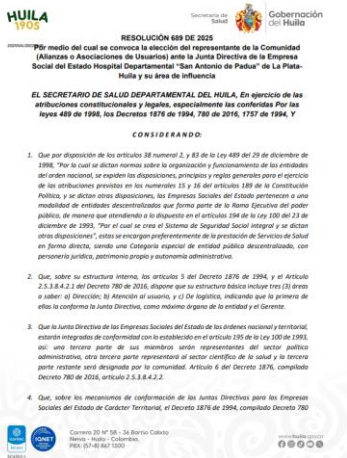 HUILA
1905
Secretaría de
Salud
Gobernación
del Huila
RESOLUCIÓN 689 DE 2025
Por medio del cual se convoca la elección del representante de la Comunidad
(Alianzas o Asociaciones de Usuarios) ante la Junta Directiva de la Empresa
Social del Estado Hospital Departamental “San Antonio de Padua” de La Plata-
Huila y su área de influencia
EL SECRETARIO DE SALUD DEPARTAMENTAL DEL HUILA, En ejercicio de las
atribuciones constitucionales y legales, especialmente las conferidas Por las
leyes 489 de 1998, los Decretos 1876 de 1994, 780 de 2016, 1757 de 1994, Y
CONSIDERANDO:
1. Que por disposición de los artículos 38 numeral 2, y 83 de la Ley 489 del 29 de diciembre de
1998, “Por la cual se dictan normas sobre la organización y funcionamiento de las entidades
del orden nacional, se expiden las disposiciones, principios y reglas generales para el ejercicio
de las atribuciones previstas en los numerales 15 y 16 del artículo 189 de la Constitución
Política, y se dictan otras disposiciones, las Empresas Sociales del Estado pertenecen a una
modalidad de entidades descentralizadas que forma parte de la Rama Ejecutiva del poder
público, de manera que atendiendo a lo dispuesto en el artículo 194 de la Ley 100 del 23 de
diciembre de 1993, “Por el cual se crea el Sistema de Seguridad Social integral y se dictan
otras disposiciones”, estas se encargan preferentemente de la prestación de Servicios de Salud
en forma directa, siendo una Categoría especial de entidad pública descentralizada, con
personería jurídica, patrimonio propio y autonomía administrativa.
2. Que, sobre su estructura interna, los artículos 5 del Decreto 1876 de 1994, y el Artículo
2.5.3.8.4.2.1 del Decreto 780 de 2016, dispone que su estructura básica incluye tres (3) áreas
a saber: a) Dirección; b) Atención al usuario, y c) De logística, indicando que la primera de
ellas la conforma la Junta Directiva, como máximo órgano de la entidad y el Gerente.
3. Que la Junta Directiva de las Empresas Sociales del Estado de los órdenes nacional y territorial,
estarán integradas de conformidad con lo establecido en el artículo 195 de la Ley 100 de 1993,
así: una tercera parte de sus miembros serán representantes del sector político
administrativo, otra tercera parte representará al sector científico de la salud y la tercera
parte restante será designada por la comunidad. Artículo 6 del Decreto 1876, compilado
Decreto 780 de 2016, artículo 2.5.3.8.4.2.2.
4. Que, sobre los mecanismos de conformación de las Juntas Directivas para las Empresas
Sociales del Estado de Carácter Territorial, el Decreto 1876 de 1994, compilado Decreto 780
IQNET
Carrera 20 Nº 5B - 36 Barrio Calixto
Neiva - Huila - Colombia.
PBX: (57+8) 867 1300